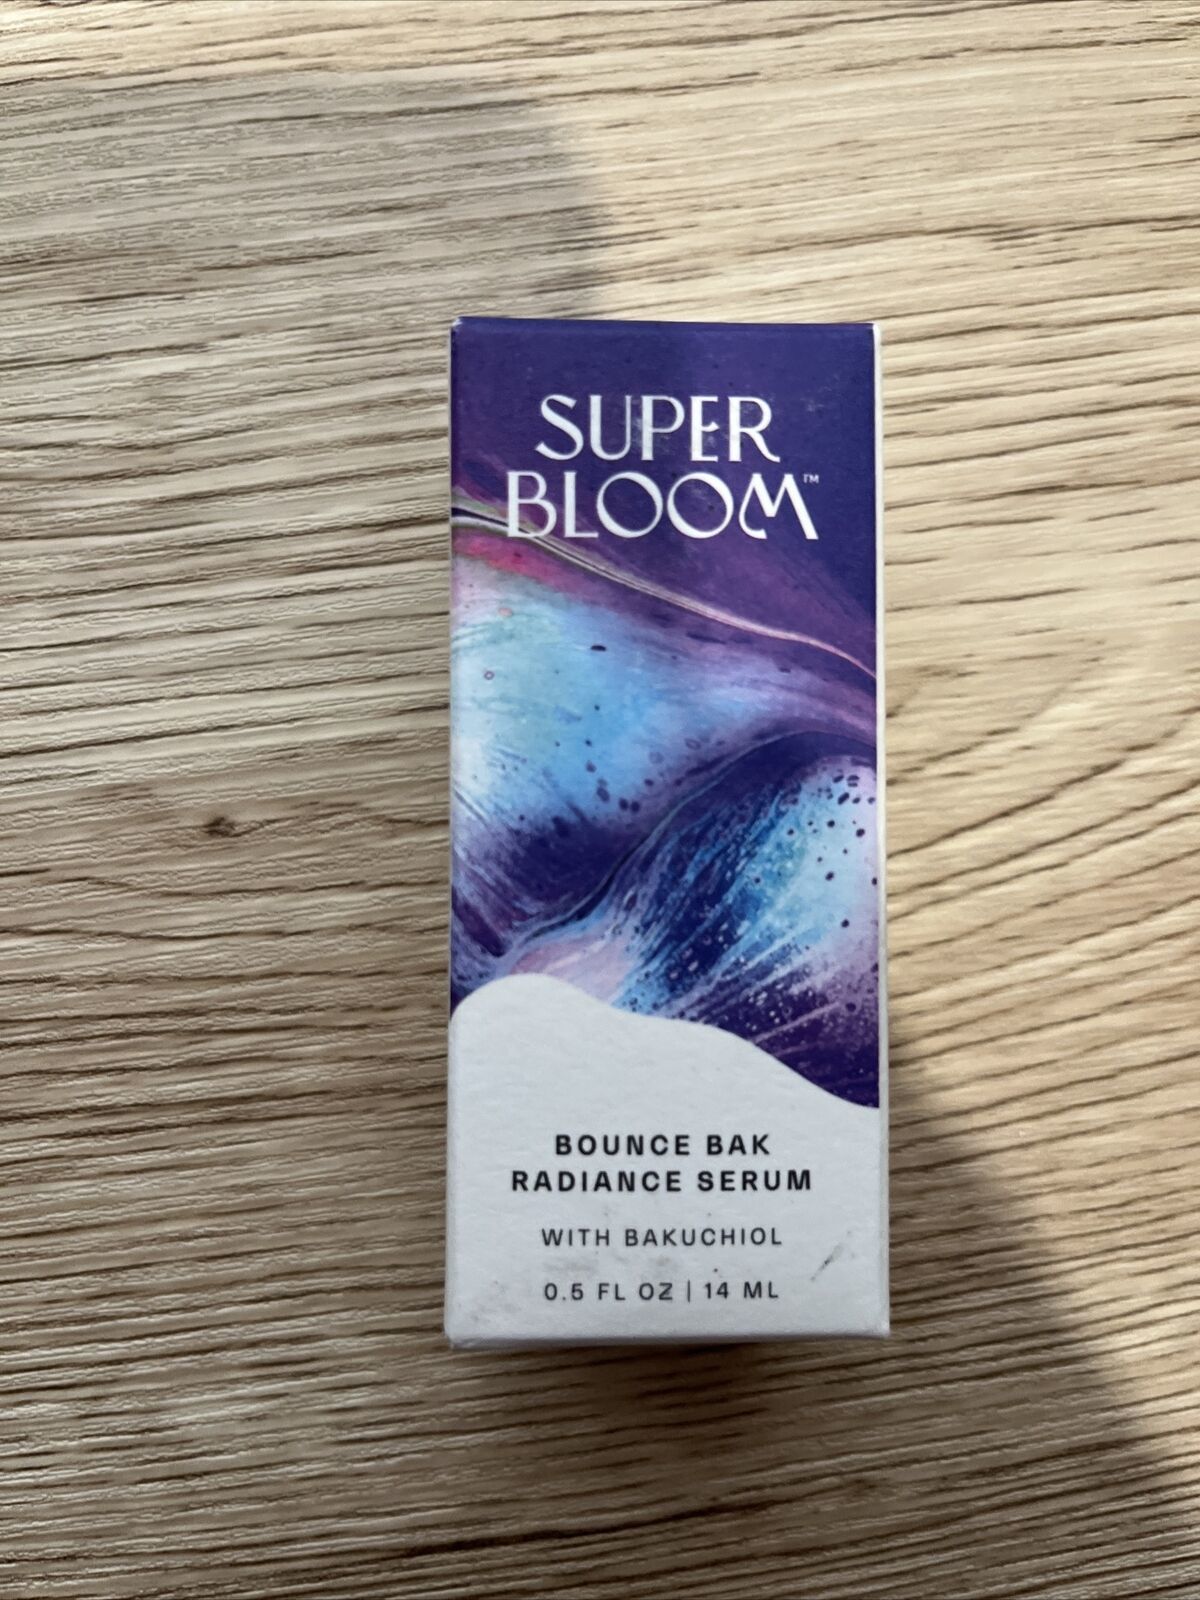 SUPER
BLOOM™
BOUNCE BAK
RADIANCE SERUM
WITH BAKUCHIOL
0.5 FL OZ | 14 ML